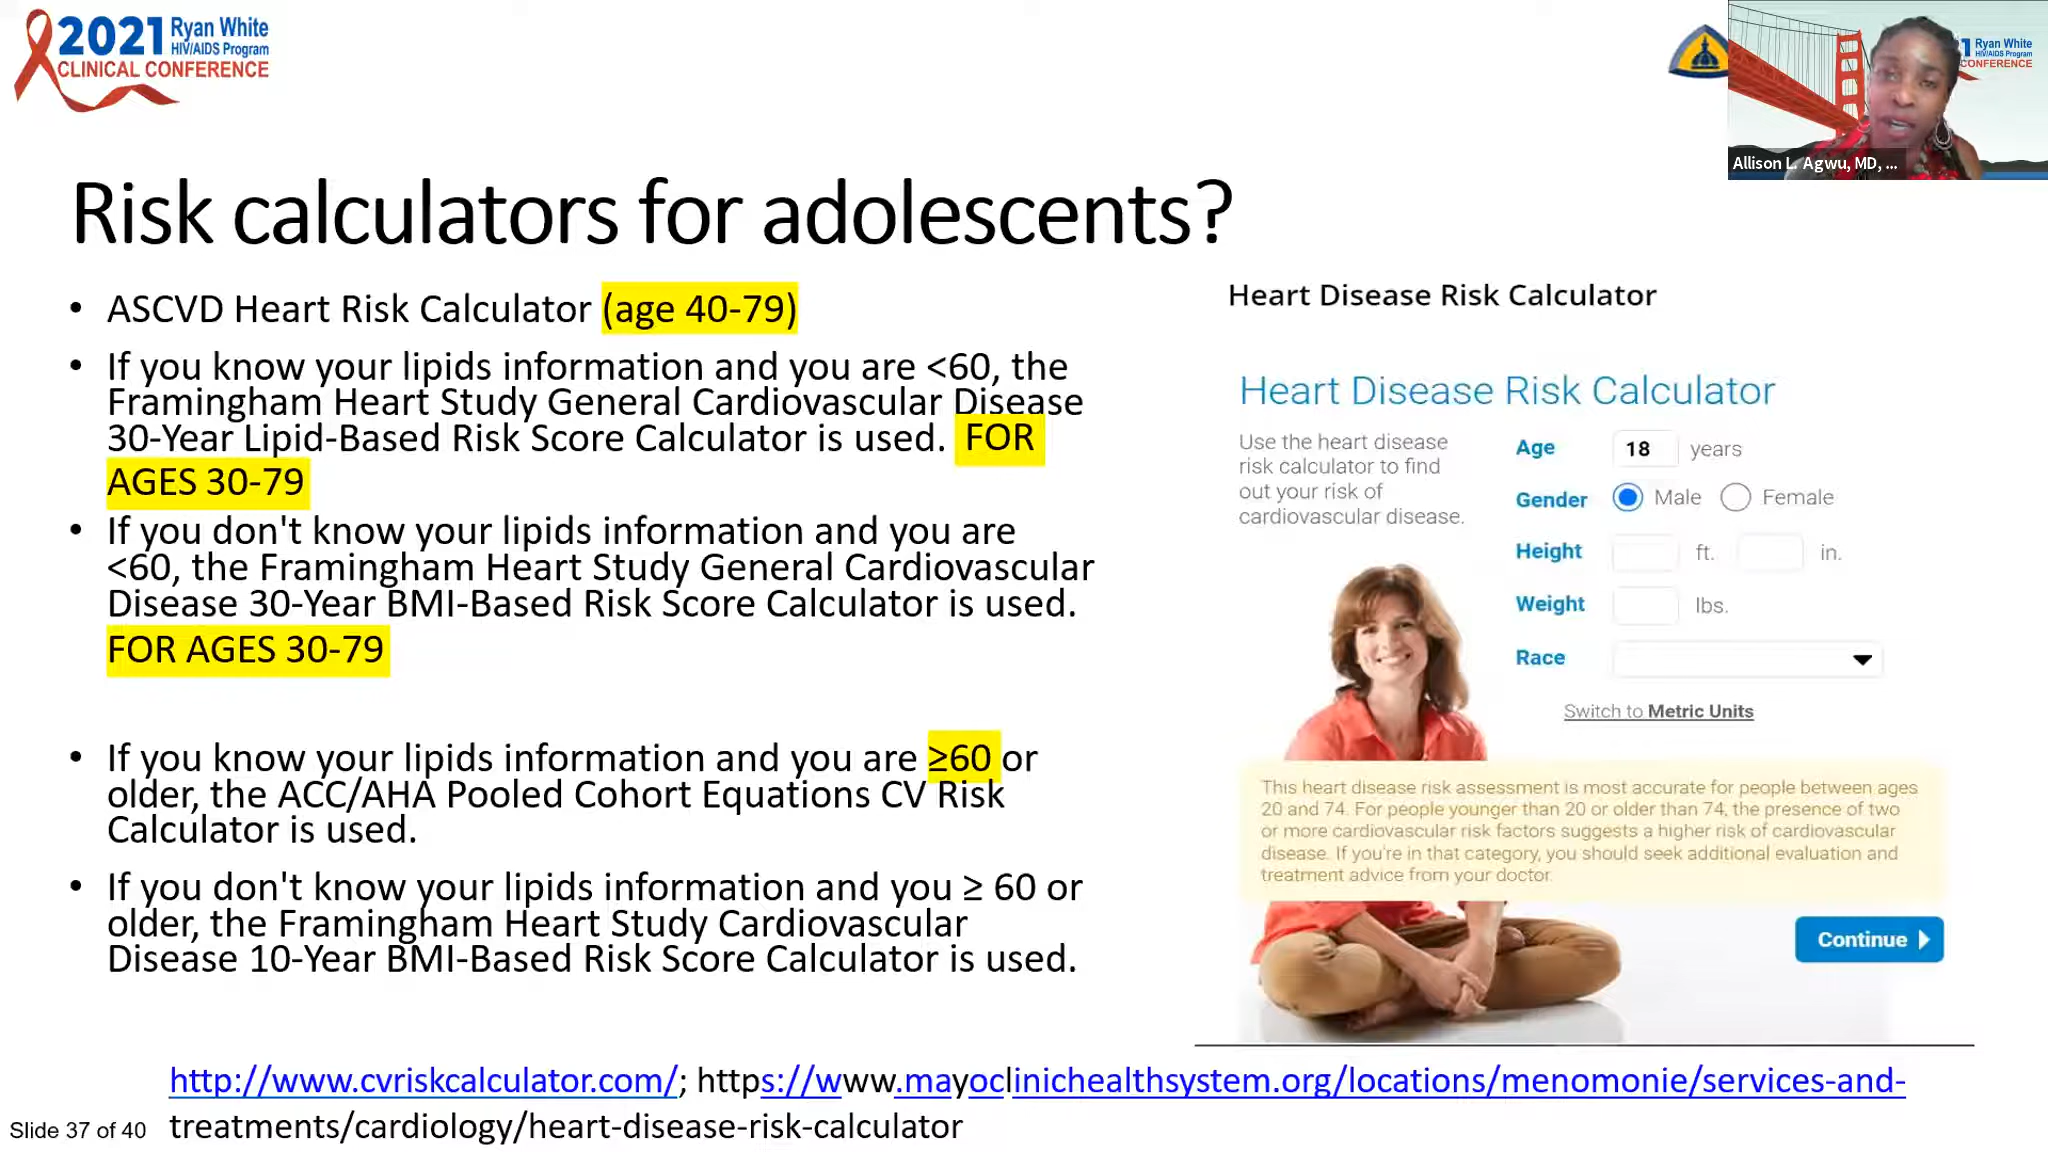 2021 Ryan White
HIV/AIDS Program
CLINICAL CONFERENCE
1 Ryan White
HIV/AIDS Program
CONFERENCE
Allison L. Agwu, MD, ...
Risk calculators for adolescents?
• ASCVD Heart Risk Calculator (age 40-79)
• If you know your lipids information and you are <60, the
Framingham Heart Study General Cardiovascular Disease
30-Year Lipid-Based Risk Score Calculator is used. FOR
AGES 30-79
• If you don't know your lipids information and you are
<60, the Framingham Heart Study General Cardiovascular
Disease 30-Year BMI-Based Risk Score Calculator is used.
FOR AGES 30-79
• If you know your lipids information and you are ≥60 or
older, the ACC/AHA Pooled Cohort Equations CV Risk
Calculator is used.
• If you don't know your lipids information and you ≥ 60 or
older, the Framingham Heart Study Cardiovascular
Disease 10-Year BMI-Based Risk Score Calculator is used.
Heart Disease Risk Calculator
Heart Disease Risk Calculator
Use the heart disease
risk calculator to find
out your risk of
cardiovascular disease.
Age 18 years
Gender Male Female
Height ft. in.
Weight lbs.
Race
Switch to Metric Units
This heart disease risk assessment is most accurate for people between ages
20 and 74. For people younger than 20 or older than 74, the presence of two
or more cardiovascular risk factors suggests a higher risk of cardiovascular
disease. If you're in that category, you should seek additional evaluation and
treatment advice from your doctor.
Continue
http://www.cvriskcalculator.com/; https://www.mayoclinichealthsystem.org/locations/menomonie/services-and-
treatments/cardiology/heart-disease-risk-calculator
Slide 37 of 40